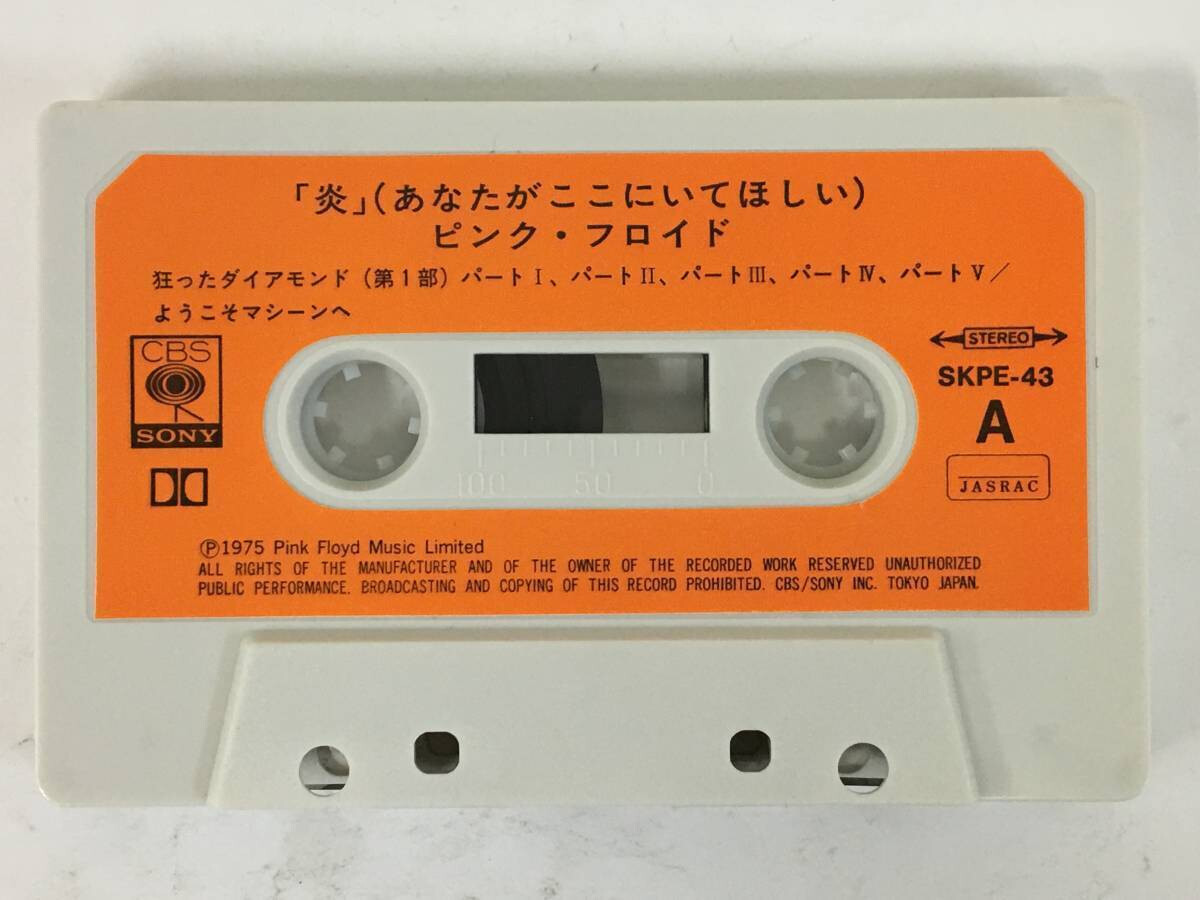 「炎」(あなたがここにいてほしい)
ピンク・フロイド
狂ったダイアモンド(第1部)パートⅠ、パートⅡ、パートⅢ、パートⅣ、パートⅤ/
ようこそマシーンへ
CBS
SONY
STEREO
SKPE-43
A
JASRAC
100 50 0
Ⓟ1975 Pink Floyd Music Limited
ALL RIGHTS OF THE MANUFACTURER AND OF THE OWNER OF THE RECORDED WORK RESERVED UNAUTHORIZED
PUBLIC PERFORMANCE. BROADCASTING AND COPYING OF THIS RECORD PROHIBITED. CBS/SONY INC. TOKYO JAPAN.